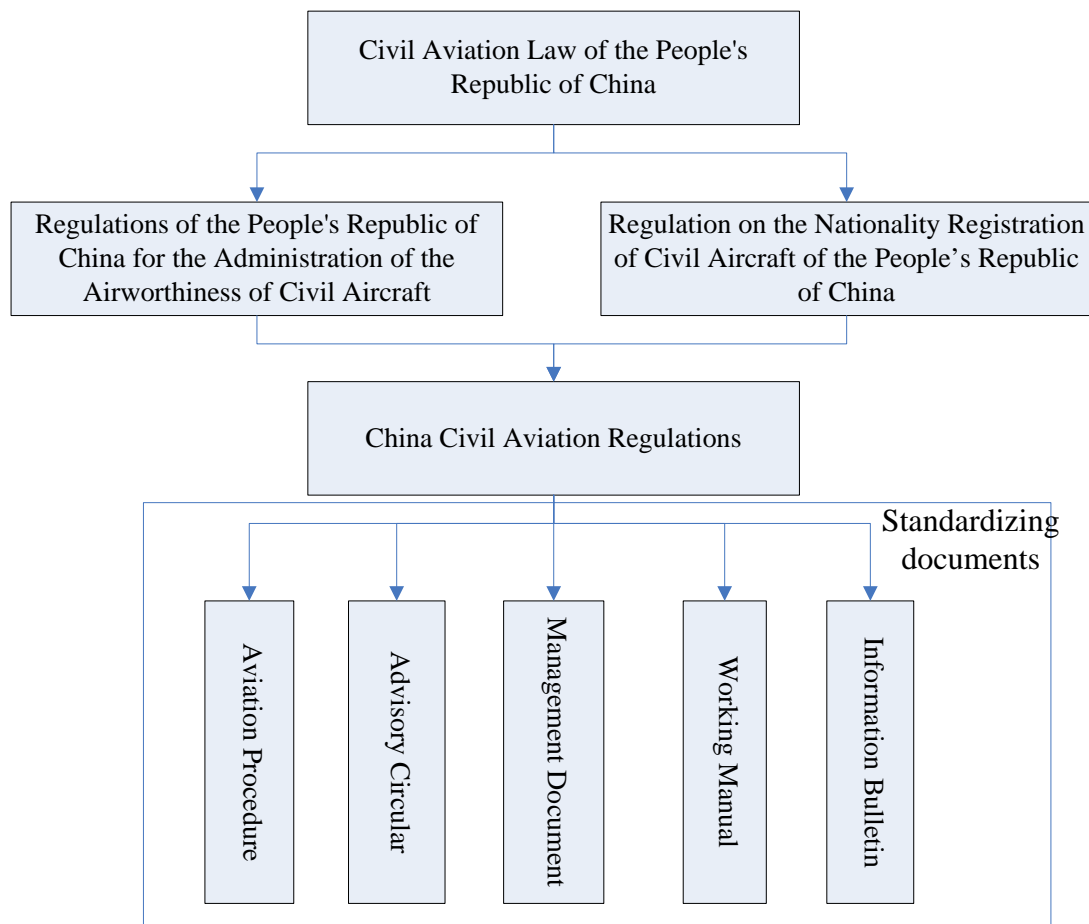 Civil Aviation Law of the People's
Republic of China
Regulations of the People's Republic of
China for the Administration of the
Airworthiness of Civil Aircraft
Regulation on the Nationality Registration
of Civil Aircraft of the People’s Republic
of China
China Civil Aviation Regulations
Standardizing
documents
Aviation Procedure
Advisory Circular
Management Document
Working Manual
Information Bulletin